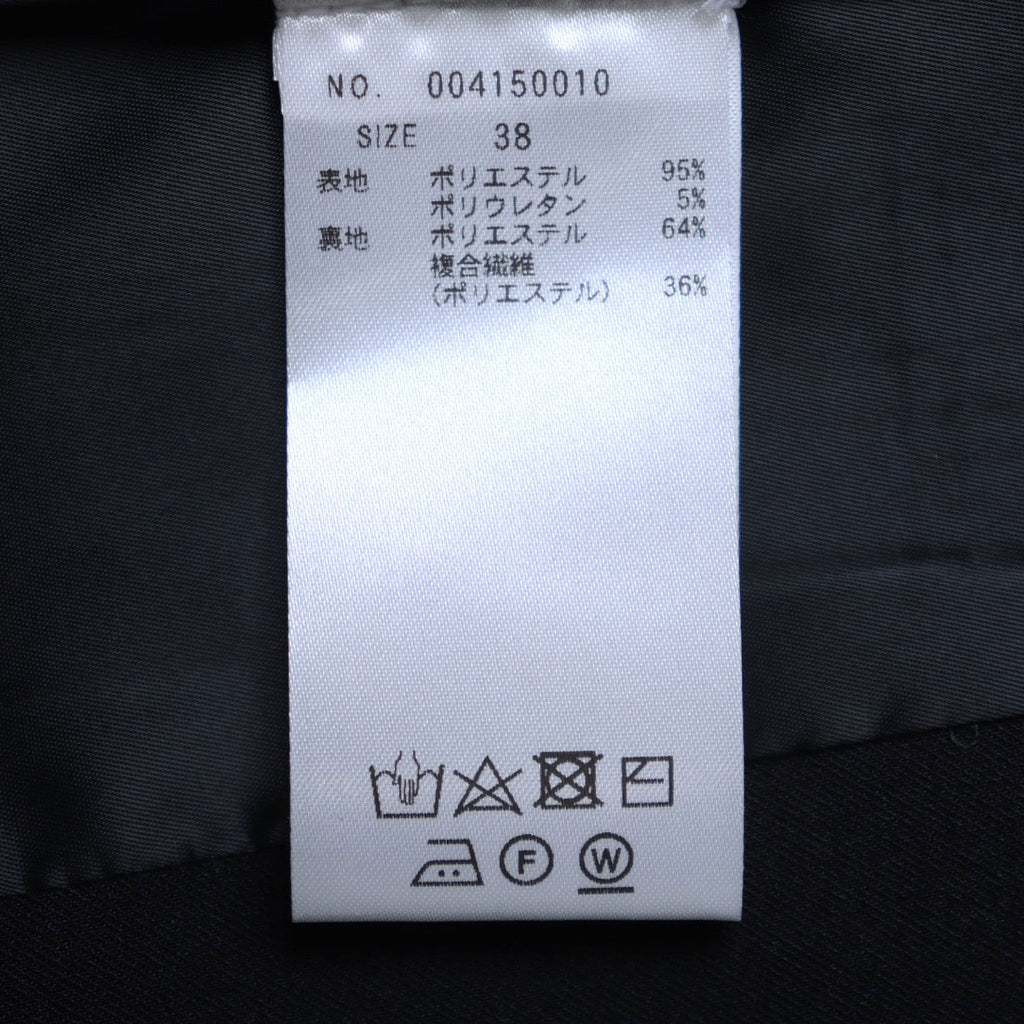 NO. 004150010
SIZE 38
表地 ポリエステル 95%
ポリウレタン 5%
裏地 ポリエステル 64%
複合繊維
(ポリエステル) 36%
F W